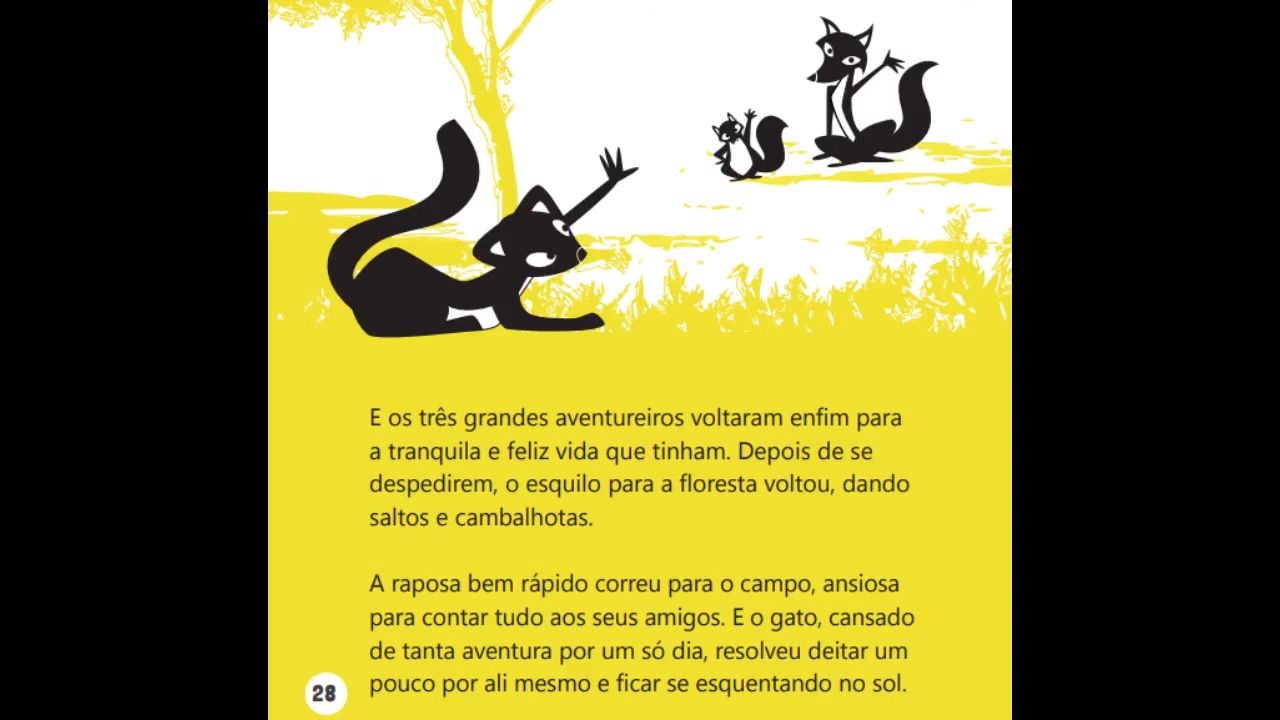 E os três grandes aventureiros voltaram enfim para
a tranquila e feliz vida que tinham. Depois de se
despedirem, o esquilo para a floresta voltou, dando
saltos e cambalhotas.
A raposa bem rápido correu para o campo, ansiosa
para contar tudo aos seus amigos. E o gato, cansado
de tanta aventura por um só dia, resolveu deitar um
pouco por ali mesmo e ficar se esquentando no sol.
28